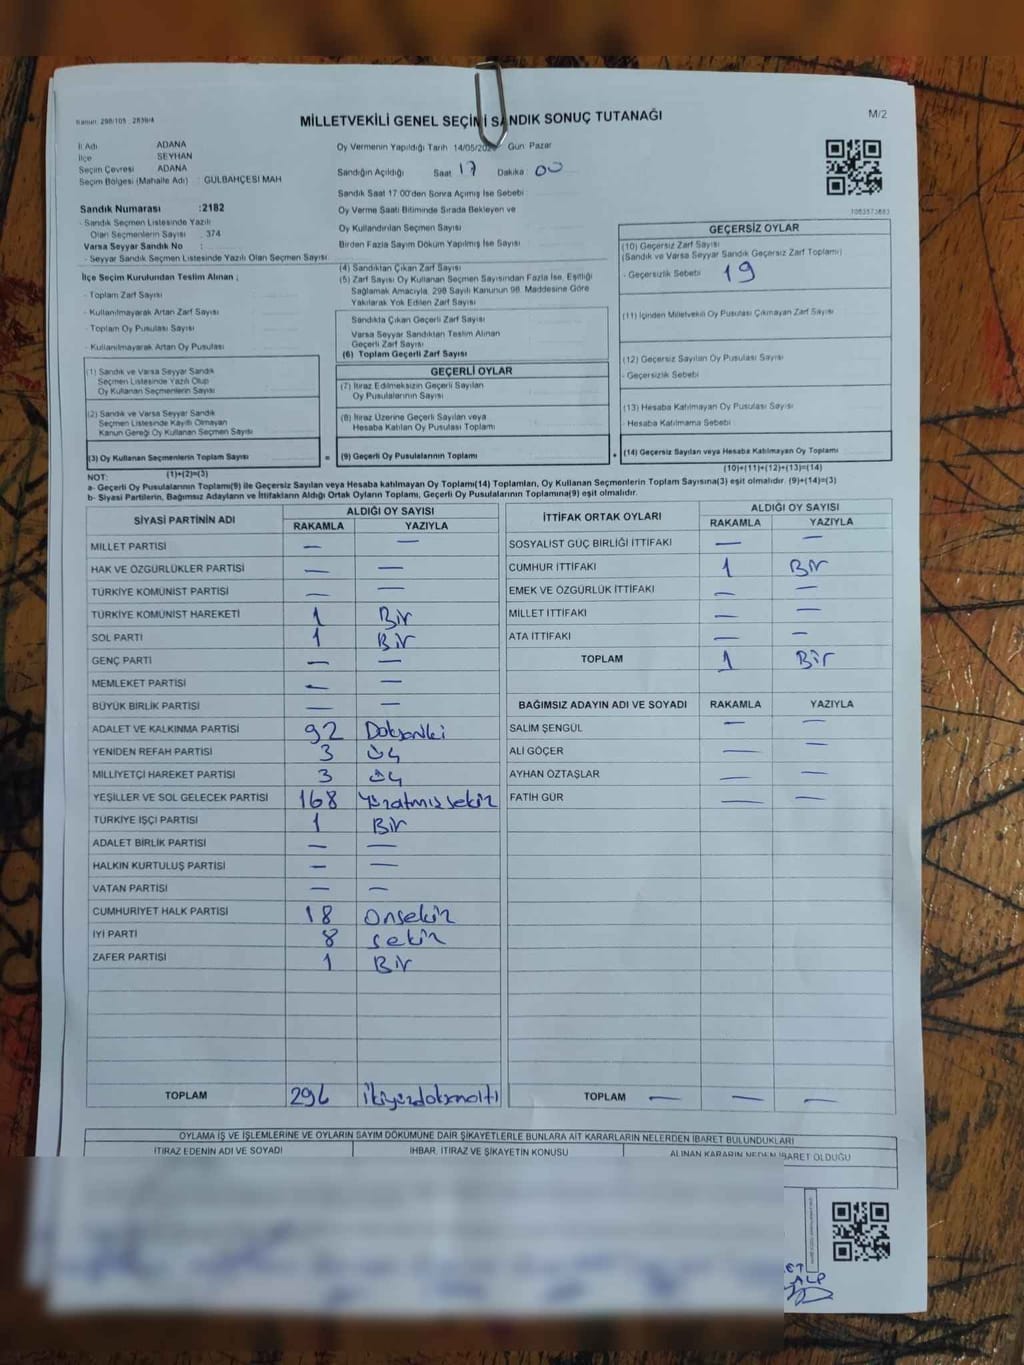 Kanun: 298/105 , 2839/4
MİLLETVEKİLİ GENEL SEÇİMİ SANDIK SONUÇ TUTANAĞI
M/2
İl Adı ADANA
İlçe SEYHAN
Seçim Çevresi ADANA
Seçim Bölgesi (Mahalle Adı) : GÜLBAHÇESİ MAH
Sandık Numarası :2182
- Sandık Seçmen Listesinde Yazılı
Olan Seçmenlerin Sayısı : 374
Varsa Seyyar Sandık No :
- Seyyar Sandık Seçmen Listesinde Yazılı Olan Seçmen Sayısı
Oy Vermenin Yapıldığı Tarih 14/05/2023 Gün Pazar
Sandığın Açıldığı Saat 17 Dakika 00
Sandık Saat 17:00'den Sonra Açmış İse Sebebi
Oy Verme Saati Bitiminde Sırada Bekleyen ve
Oy Kullandırılan Seçmen Sayısı
Birden Fazla Sayım Döküm Yapılmış İse Sayısı
İlçe Seçim Kurulundan Teslim Alınan ;
- Toplam Zarf Sayısı
- Kullanılmayarak Artan Zarf Sayısı
- Toplam Oy Pusulası Sayısı
- Kullanılmayarak Artan Oy Pusulası
(1) Sandık ve Varsa Seyyar Sandık
Seçmen Listesinde Yazılı Olup
Oy Kullanan Seçmenlerin Sayısı
(2) Sandık ve Varsa Seyyar Sandık
Seçmen Listesinde Kayıtlı Olmayan
Kanun Gereği Oy Kullanan Seçmen Sayısı
(3) Oy Kullanan Seçmenlerin Toplam Sayısı
(1)+(2)=(3)
(4) Sandıktan Çıkan Zarf Sayısı
(5) Zarf Sayısı Oy Kullanan Seçmen Sayısından Fazla İse, Eşitliği
Sağlamak Amacıyla, 298 Sayılı Kanunun 98. Maddesine Göre
Yakılarak Yok Edilen Zarf Sayısı
Sandıkta Çıkan Geçerli Zarf Sayısı
Varsa Seyyar Sandıktan Teslim Alınan
Geçerli Zarf Sayısı
(6) Toplam Geçerli Zarf Sayısı
GEÇERLİ OYLAR
(7) İtiraz Edilmeksizin Geçerli Sayılan
Oy Pusulalarının Sayısı
(8) İtiraz Üzerine Geçerli Sayılan veya
Hesaba Katılan Oy Pusulası Toplamı
= (9) Geçerli Oy Pusulalarının Toplamı +
GEÇERSİZ OYLAR
(10) Geçersiz Zarf Sayısı
(Sandık ve Varsa Seyyar Sandık Geçersiz Zarf Toplamı)
- Geçersizlik Sebebi 19
(11) İçinden Milletvekili Oy Pusulası Çıkmayan Zarf Sayısı
(12) Geçersiz Sayılan Oy Pusulası Sayısı
- Geçersizlik Sebebi
(13) Hesaba Katılmayan Oy Pusulası Sayısı
- Hesaba Katılmama Sebebi
(14) Geçersiz Sayılan veya Hesaba Katılmayan Oy Toplamı
(10)+(11)+(12)+(13)=(14)
NOT:
a- Geçerli Oy Pusulalarının Toplamı(9) ile Geçersiz Sayılan veya Hesaba katılmayan Oy Toplamı(14) Toplamları, Oy Kullanan Seçmenlerin Toplam Sayısına(3) eşit olmalıdır. (9)+(14)=(3)
b- Siyasi Partilerin, Bağımsız Adayların ve İttifakların Aldığı Ortak Oyların Toplamı, Geçerli Oy Pusulalarının Toplamına(9) eşit olmalıdır.
SİYASİ PARTİNİN ADI ALDIĞI OY SAYISI
RAKAMLA YAZIYLA
MİLLET PARTİSİ — —
HAK VE ÖZGÜRLÜKLER PARTİSİ — —
TÜRKİYE KOMÜNİST PARTİSİ — —
TÜRKİYE KOMÜNİST HAREKETİ 1 Bir
SOL PARTİ 1 Bir
GENÇ PARTİ — —
MEMLEKET PARTİSİ — —
BÜYÜK BİRLİK PARTİSİ — —
ADALET VE KALKINMA PARTİSİ 92 Doksaniki
YENİDEN REFAH PARTİSİ 3 Üç
MİLLİYETÇİ HAREKET PARTİSİ 3 Üç
YEŞİLLER VE SOL GELECEK PARTİSİ 168 Yüzatmışsekiz
TÜRKİYE İŞÇİ PARTİSİ 1 Bir
ADALET BİRLİK PARTİSİ — —
HALKIN KURTULUŞ PARTİSİ — —
VATAN PARTİSİ — —
CUMHURİYET HALK PARTİSİ 18 Onsekiz
İYİ PARTİ 8 Sekiz
ZAFER PARTİSİ 1 Bir
TOPLAM 296 İkiyüzdoksanaltı
İTTİFAK ORTAK OYLARI ALDIĞI OY SAYISI
RAKAMLA YAZIYLA
SOSYALİST GÜÇ BİRLİĞİ İTTİFAKI — —
CUMHUR İTTİFAKI 1 Bir
EMEK VE ÖZGÜRLÜK İTTİFAKI — —
MİLLET İTTİFAKI — —
ATA İTTİFAKI — —
TOPLAM 1 Bir
BAĞIMSIZ ADAYIN ADI VE SOYADI RAKAMLA YAZIYLA
SALİM ŞENGÜL — —
ALİ GÖÇER — —
AYHAN ÖZTAŞLAR — —
FATİH GÜR — —
TOPLAM — — —
OYLAMA İŞ VE İŞLEMLERİNE VE OYLARIN SAYIM DÖKÜMÜNE DAİR ŞİKAYETLERLE BUNLARA AİT KARARLARIN NELERDEN İBARET BULUNDUKLARI
İTİRAZ EDENİN ADI VE SOYADI İHBAR, İTİRAZ VE ŞİKAYETİN KONUSU ALINAN KARARIN NEDEN İBARET OLDUĞU